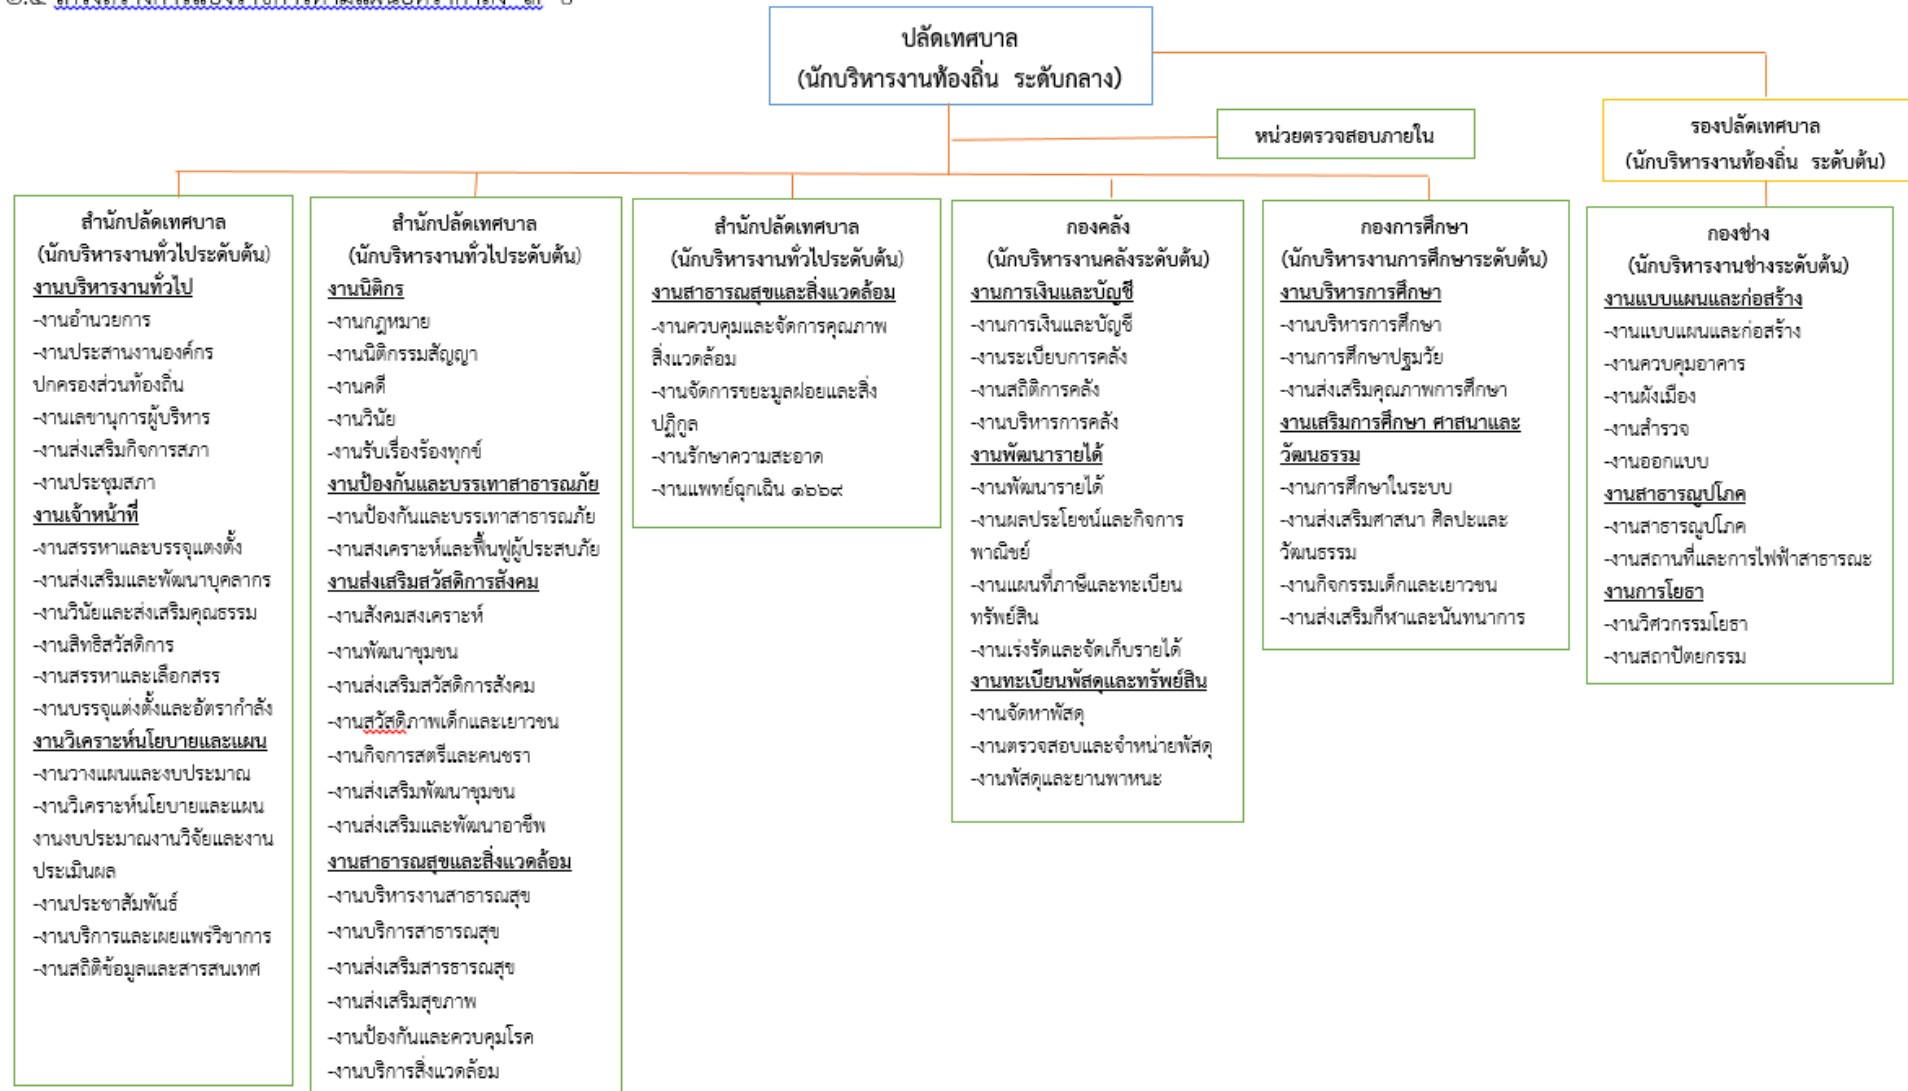 ปลัดเทศบาล
(นักบริหารงานท้องถิ่น ระดับกลาง)
หน่วยตรวจสอบภายใน
รองปลัดเทศบาล
(นักบริหารงานท้องถิ่น ระดับต้น)
สำนักปลัดเทศบาล
(นักบริหารงานทั่วไประดับต้น)
งานบริหารงานทั่วไป
-งานอำนวยการ
-งานประสานงานองค์กร
ปกครองส่วนท้องถิ่น
-งานเลขานุการผู้บริหาร
-งานส่งเสริมกิจการสภา
-งานประชุมสภา
งานเจ้าหน้าที่
-งานสรรหาและบรรจุแตงตั้ง
-งานส่งเสริมและพัฒนาบุคลากร
-งานวินัยและส่งเสริมคุณธรรม
-งานสิทธิสวัสดิการ
-งานสรรหาและเลือกสรร
-งานบรรจุแต่งตั้งและอัตรากำลัง
งานวิเคราะห์นโยบายและแผน
-งานวางแผนและงบประมาณ
-งานวิเคราะห์นโยบายและแผน
งานงบประมาณงานวิจัยและงาน
ประเมินผล
-งานประชาสัมพันธ์
-งานบริการและเผยแพร่วิชาการ
-งานสถิติข้อมูลและสารสนเทศ
สำนักปลัดเทศบาล
(นักบริหารงานทั่วไประดับต้น)
งานนิติกร
-งานกฎหมาย
-งานนิติกรรมสัญญา
-งานคดี
-งานวินัย
-งานรับเรื่องร้องทุกข์
งานป้องกันและบรรเทาสาธารณภัย
-งานป้องกันและบรรเทาสาธารณภัย
-งานสงเคราะห์และฟื้นฟูผู้ประสบภัย
งานส่งเสริมสวัสดิการสังคม
-งานสังคมสงเคราะห์
-งานพัฒนาชุมชน
-งานส่งเสริมสวัสดิการสังคม
-งานสวัสดิภาพเด็กและเยาวชน
-งานกิจการสตรีและคนชรา
-งานส่งเสริมพัฒนาชุมชน
-งานส่งเสริมและพัฒนาอาชีพ
งานสาธารณสุขและสิ่งแวดล้อม
-งานบริหารงานสาธารณสุข
-งานบริการสาธารณสุข
-งานส่งเสริมสารธารณสุข
-งานส่งเสริมสุขภาพ
-งานป้องกันและควบคุมโรค
-งานบริการสิ่งแวดล้อม
สำนักปลัดเทศบาล
(นักบริหารงานทั่วไประดับต้น)
งานสาธารณสุขและสิ่งแวดล้อม
-งานควบคุมและจัดการคุณภาพ
สิ่งแวดล้อม
-งานจัดการขยะมูลฝอยและสิ่ง
ปฏิกูล
-งานรักษาความสะอาด
-งานแพทย์ฉุกเฉิน ๑๖๖๙
กองคลัง
(นักบริหารงานคลังระดับต้น)
งานการเงินและบัญชี
-งานการเงินและบัญชี
-งานระเบียบการคลัง
-งานสถิติการคลัง
-งานบริหารการคลัง
งานพัฒนารายได้
-งานพัฒนารายได้
-งานผลประโยชน์และกิจการ
พาณิชย์
-งานแผนที่ภาษีและทะเบียน
ทรัพย์สิน
-งานเร่งรัดและจัดเก็บรายได้
งานทะเบียนพัสดุและทรัพย์สิน
-งานจัดหาพัสดุ
-งานตรวจสอบและจำหน่ายพัสดุ
-งานพัสดุและยานพาหนะ
กองการศึกษา
(นักบริหารงานการศึกษาระดับต้น)
งานบริหารการศึกษา
-งานบริหารการศึกษา
-งานการศึกษาปฐมวัย
-งานส่งเสริมคุณภาพการศึกษา
งานเสริมการศึกษา ศาสนาและ
วัฒนธรรม
-งานการศึกษาในระบบ
-งานส่งเสริมศาสนา ศิลปะและ
วัฒนธรรม
-งานกิจกรรมเด็กและเยาวชน
-งานส่งเสริมกีฬาและนันทนาการ
กองช่าง
(นักบริหารงานช่างระดับต้น)
งานแบบแผนและก่อสร้าง
-งานแบบแผนและก่อสร้าง
-งานควบคุมอาคาร
-งานผังเมือง
-งานสำรวจ
-งานออกแบบ
งานสาธารณูปโภค
-งานสาธารณูปโภค
-งานสถานที่และการไฟฟ้าสาธารณะ
งานการโยธา
-งานวิศวกรรมโยธา
-งานสถาปัตยกรรม